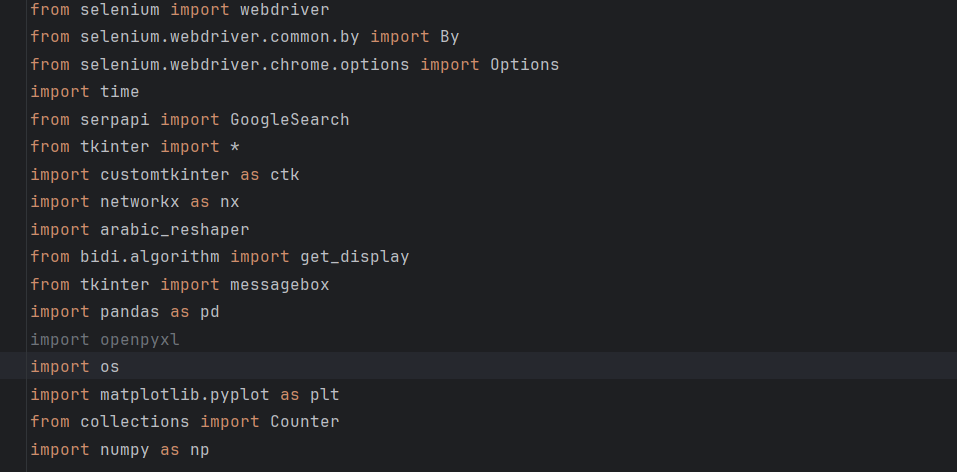 from selenium import webdriver
from selenium.webdriver.common.by import By
from selenium.webdriver.chrome.options import Options
import time
from serpapi import GoogleSearch
from tkinter import *
import customtkinter as ctk
import networkx as nx
import arabic_reshaper
from bidi.algorithm import get_display
from tkinter import messagebox
import pandas as pd
import openpyxl
import os
import matplotlib.pyplot as plt
from collections import Counter
import numpy as np